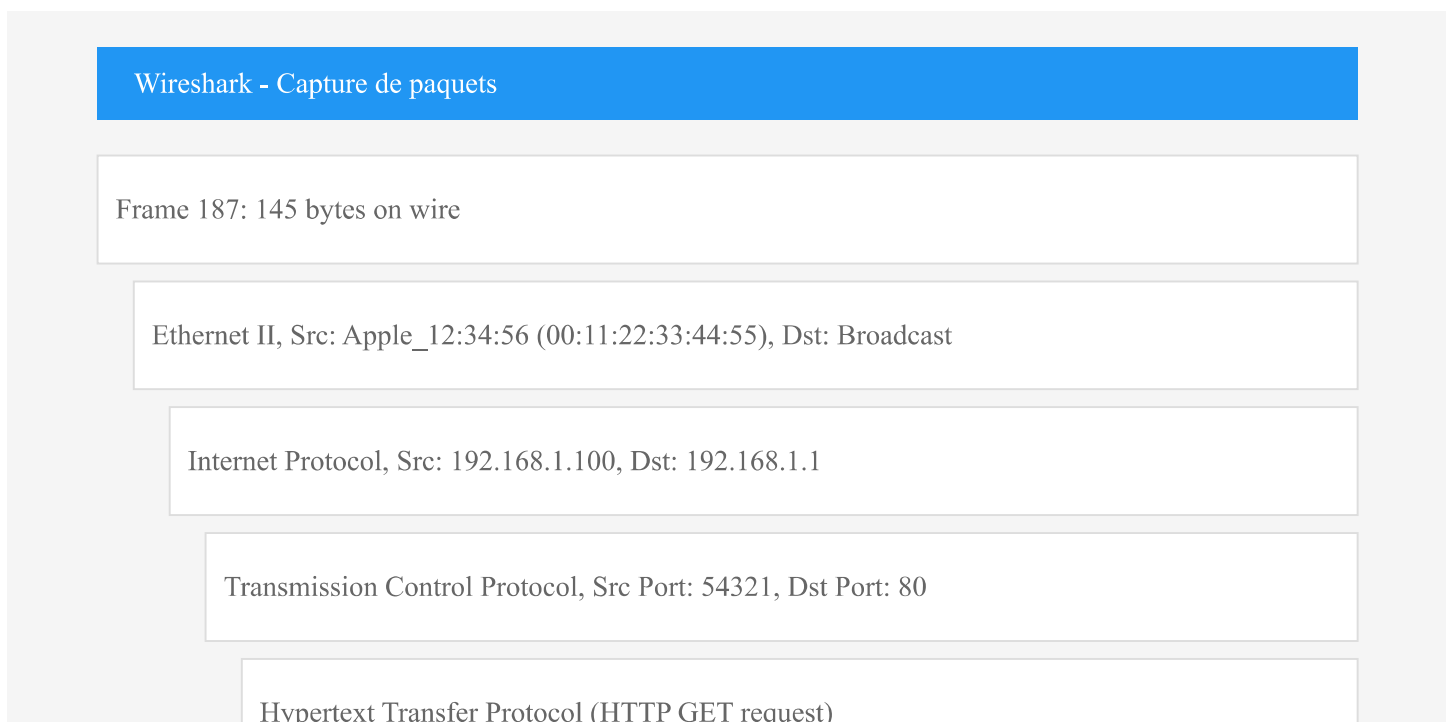 Wireshark - Capture de paquets
Frame 187: 145 bytes on wire
Ethernet II, Src: Apple_12:34:56 (00:11:22:33:44:55), Dst: Broadcast
Internet Protocol, Src: 192.168.1.100, Dst: 192.168.1.1
Transmission Control Protocol, Src Port: 54321, Dst Port: 80
Hypertext Transfer Protocol (HTTP GET request)